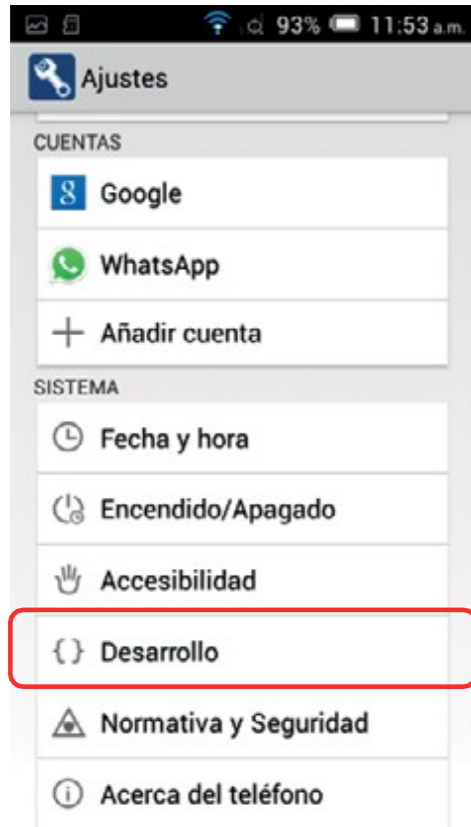 93% 11:53 a.m.
Ajustes
CUENTAS
Google
WhatsApp
Añadir cuenta
SISTEMA
Fecha y hora
Encendido/Apagado
Accesibilidad
{ } Desarrollo
Normativa y Seguridad
Acerca del teléfono